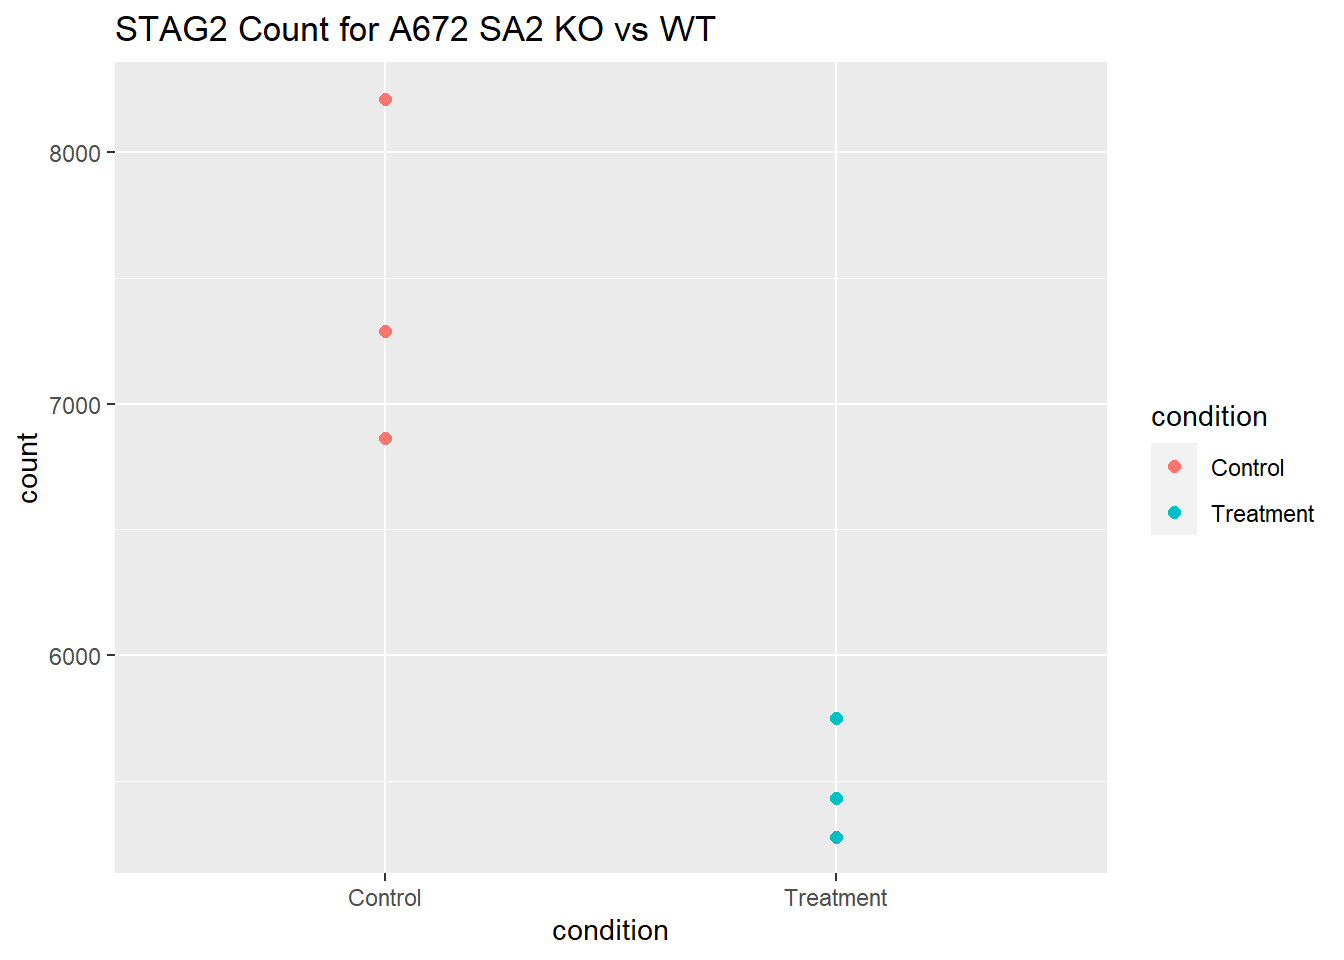 STAG2 Count for A672 SA2 KO vs WT
8000
7000
6000
count
Control
Treatment
condition
condition
Control
Treatment